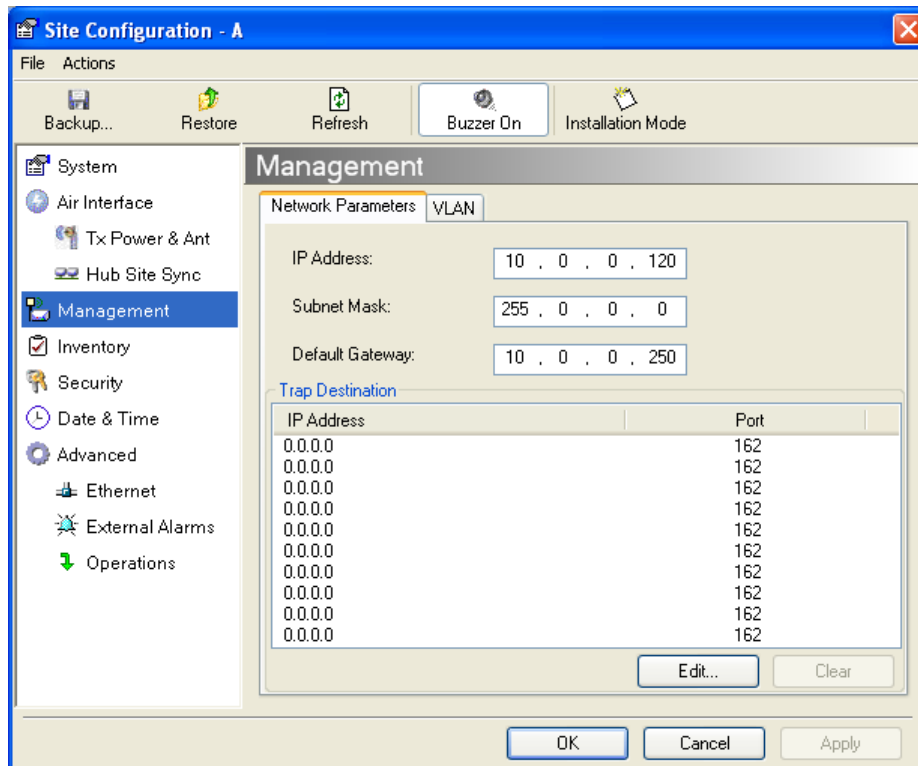 Site Configuration - A
File Actions
Backup... Restore Refresh Buzzer On Installation Mode
System
Air Interface
Tx Power & Ant
Hub Site Sync
Management
Inventory
Security
Date & Time
Advanced
Ethernet
External Alarms
Operations
Management
Network Parameters VLAN
IP Address: 10 . 0 . 0 . 120
Subnet Mask: 255 . 0 . 0 . 0
Default Gateway: 10 . 0 . 0 . 250
Trap Destination
IP Address Port
0.0.0.0 162
0.0.0.0 162
0.0.0.0 162
0.0.0.0 162
0.0.0.0 162
0.0.0.0 162
0.0.0.0 162
0.0.0.0 162
0.0.0.0 162
0.0.0.0 162
Edit... Clear
OK Cancel Apply